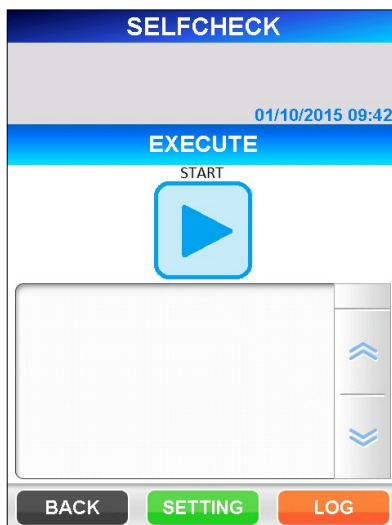 SELFCHECK
01/10/2015 09:42
EXECUTE
START
BACK SETTING LOG